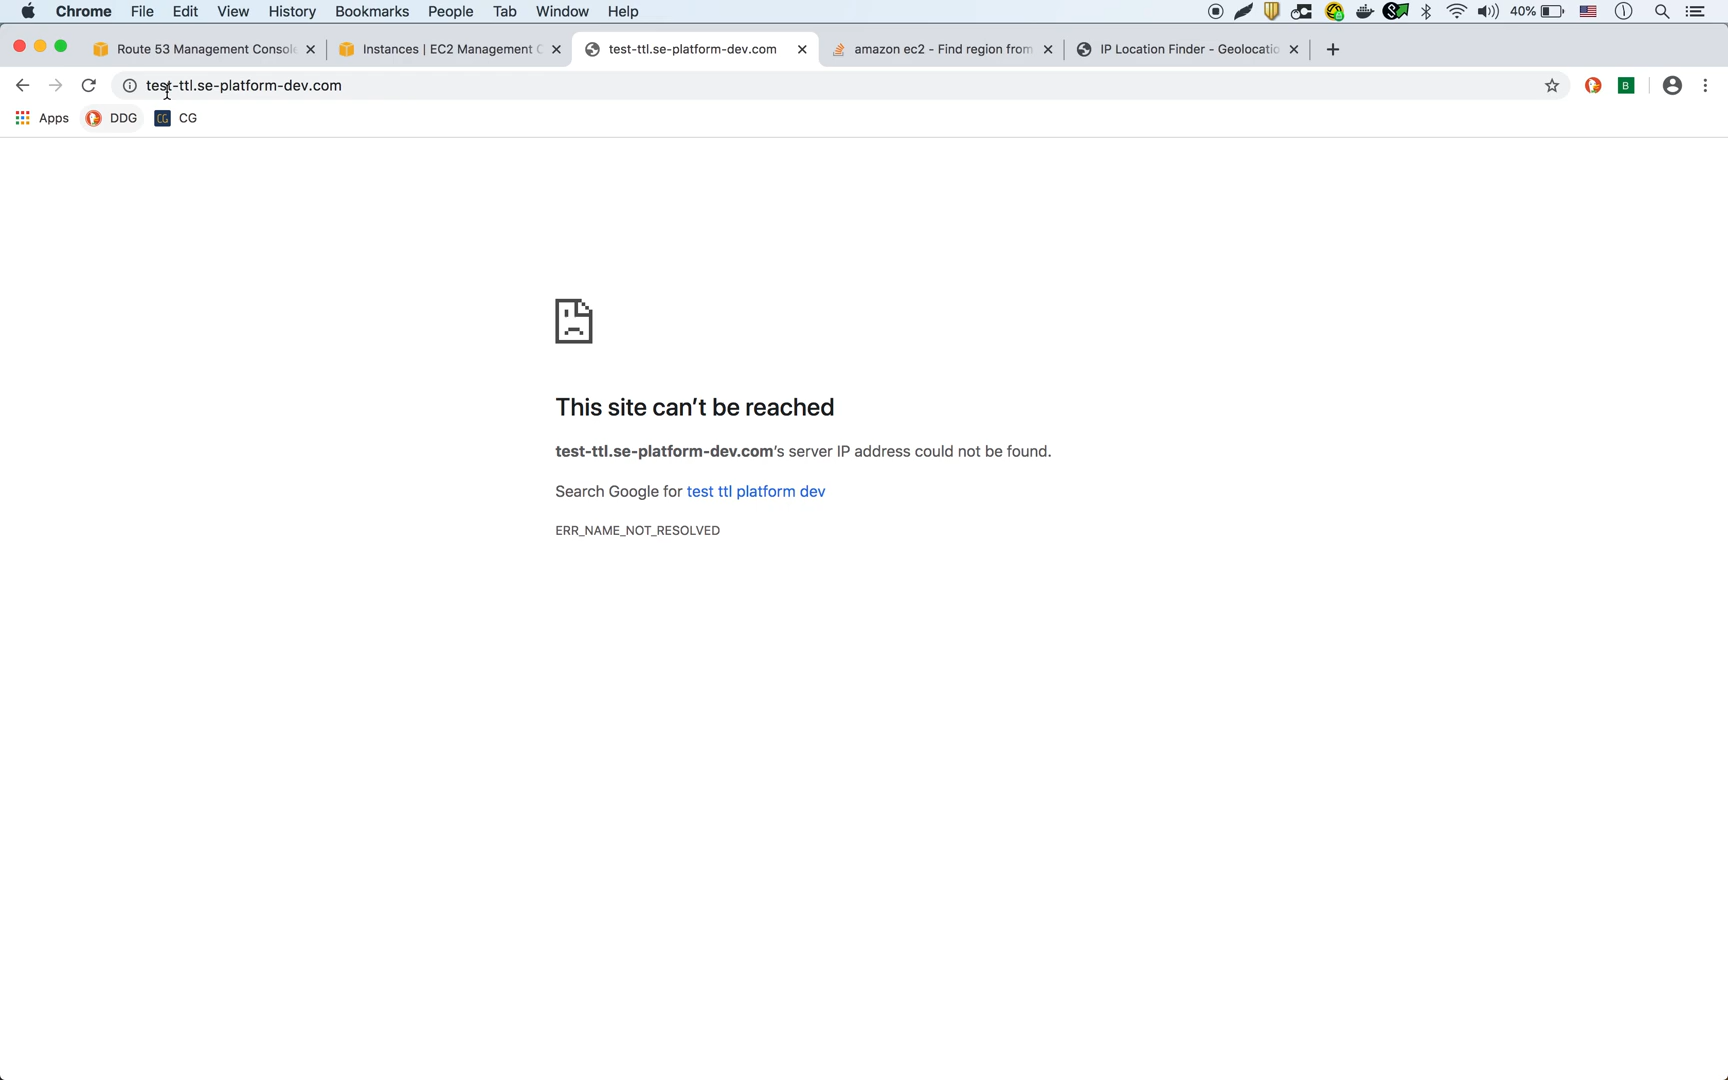 Chrome File Edit View History Bookmarks People Tab Window Help 40%
Route 53 Management Console Instances | EC2 Management C test-ttl.se-platform-dev.com amazon ec2 - Find region from IP Location Finder - Geolocatio
test-ttl.se-platform-dev.com B
Apps DDG CG CG
This site can’t be reached
test-ttl.se-platform-dev.com’s server IP address could not be found.
Search Google for test ttl platform dev
ERR_NAME_NOT_RESOLVED